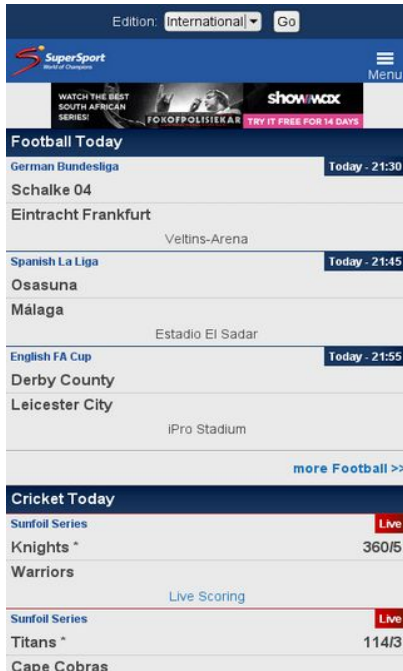 Edition: International Go
SuperSport
World of Champions
Menu
WATCH THE BEST
SOUTH AFRICAN
SERIES!
FOKOFPOLISIEKAR
showmax
TRY IT FREE FOR 14 DAYS
Football Today
German Bundesliga Today - 21:30
Schalke 04
Eintracht Frankfurt
Veltins-Arena
Spanish La Liga Today - 21:45
Osasuna
Málaga
Estadio El Sadar
English FA Cup Today - 21:55
Derby County
Leicester City
iPro Stadium
more Football >>
Cricket Today
Sunfoil Series Live
Knights * 360/5
Warriors
Live Scoring
Sunfoil Series Live
Titans * 114/3
Cape Cobras